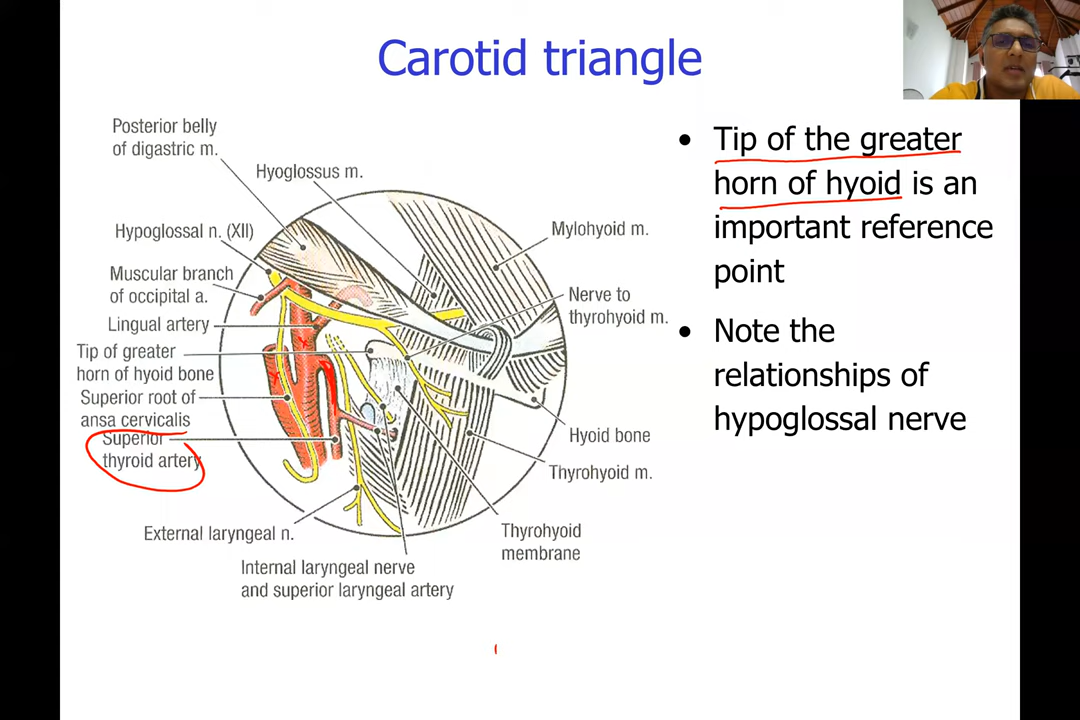 Carotid triangle
Posterior belly
of digastric m.
Hyoglossus m.
Hypoglossal n. (XII)
Muscular branch
of occipital a.
Lingual artery
Tip of greater
horn of hyoid bone
Superior root of
ansa cervicalis
Superior
thyroid artery
External laryngeal n.
Internal laryngeal nerve
and superior laryngeal artery
Mylohyoid m.
Nerve to
thyrohyoid m.
Hyoid bone
Thyrohyoid m.
Thyrohyoid
membrane
• Tip of the greater
horn of hyoid is an
important reference
point
• Note the
relationships of
hypoglossal nerve